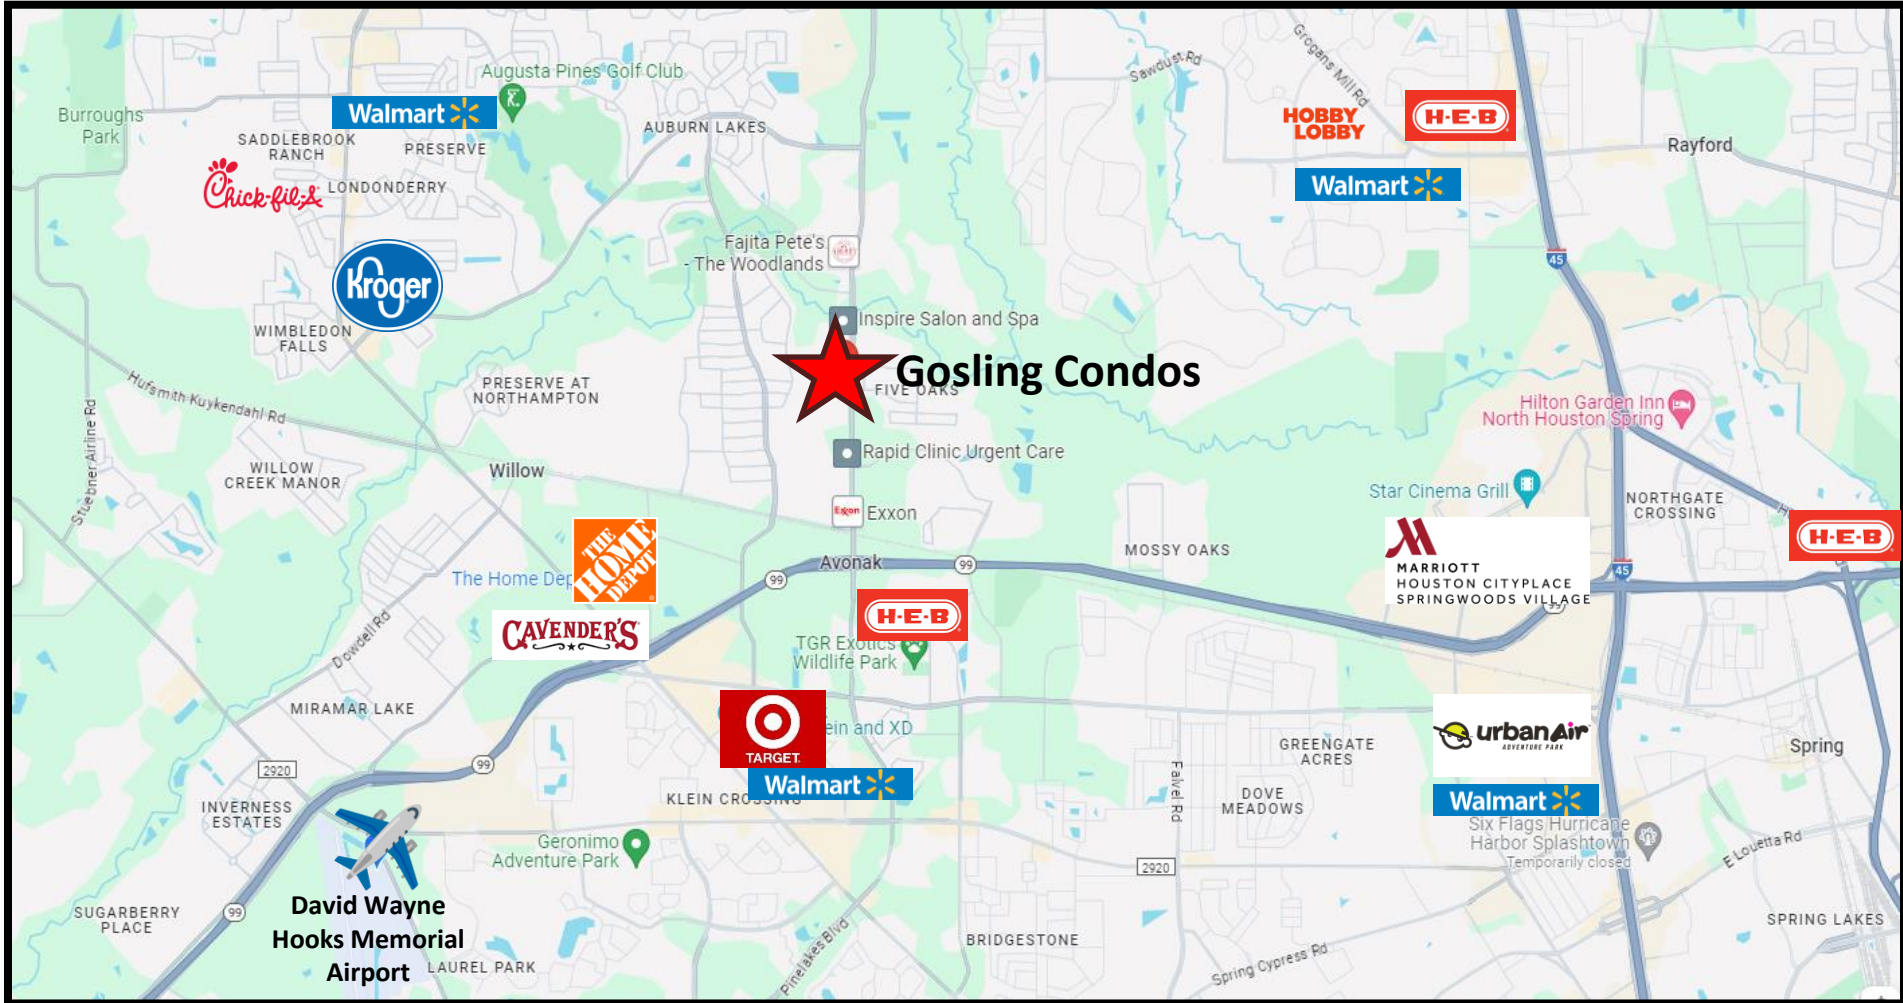 Grogans Mill Rd
Sawdust Rd
Augusta Pines Golf Club
Burroughs
Park
Walmart
HOBBY
LOBBY
H-E-B
AUBURN LAKES
SADDLEBROOK
RANCH
PRESERVE
Rayford
Chick-fil-A
LONDONDERRY
Walmart
Fajita Pete's
- The Woodlands
45
Kroger
Inspire Salon and Spa
WIMBLEDON
FALLS
Gosling Condos
FIVE OAKS
Hufsmith Kuykendahl Rd
PRESERVE AT
NORTHAMPTON
Hilton Garden Inn
North Houston Spring
Stuebner Airline Rd
Rapid Clinic Urgent Care
WILLOW
CREEK MANOR
Willow
Star Cinema Grill
NORTHGATE
CROSSING
Exxon
Exxon
H-E-B
THE
HOME
DEPOT
The Home Dep
Avonak
99
99
MOSSY OAKS
MARRIOTT
HOUSTON CITYPLACE
SPRINGWOODS VILLAGE
45
99
CAVENDER'S
H-E-B
Dowdell Rd
TGR Exotics
Wildlife Park
MIRAMAR LAKE
TARGET
ein and XD
urbanAir
ADVENTURE PARK
GREENGATE
ACRES
Spring
99
2920
Walmart
KLEIN CROSSING
Falvel Rd
DOVE
MEADOWS
Walmart
INVERNESS
ESTATES
Six Flags Hurricane
Harbor Splashtown
Temporarily closed
E Louetta Rd
Geronimo
Adventure Park
2920
David Wayne
Hooks Memorial
Airport
SUGARBERRY
PLACE
99
SPRING LAKES
LAUREL PARK
Pinelakes Blvd
BRIDGESTONE
Spring Cypress Rd